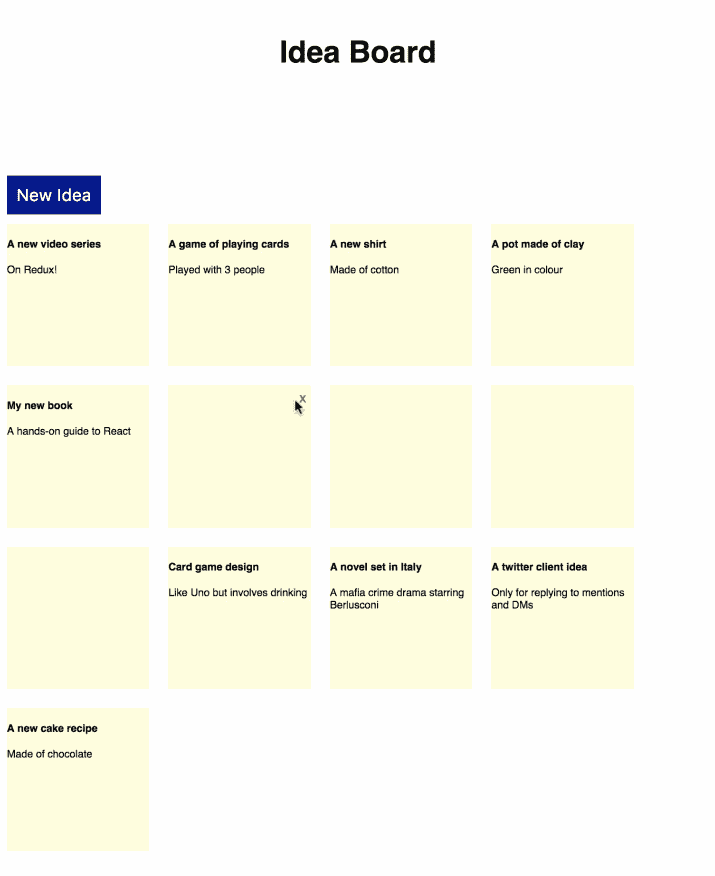 Idea Board
New Idea
A new video series
On Redux!
A game of playing cards
Played with 3 people
A new shirt
Made of cotton
A pot made of clay
Green in colour
My new book
A hands-on guide to React
x
Card game design
Like Uno but involves drinking
A novel set in Italy
A mafia crime drama starring
Berlusconi
A twitter client idea
Only for replying to mentions
and DMs
A new cake recipe
Made of chocolate